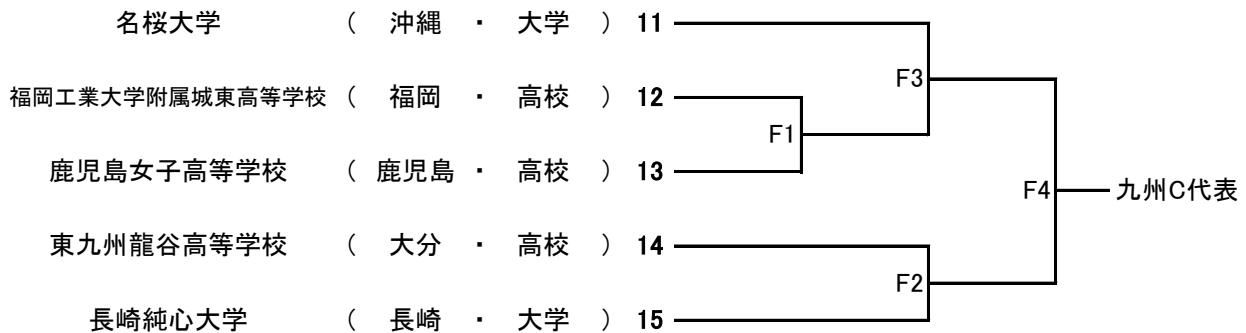 名桜大学 ( 沖縄 ・ 大学 ) 11
F3
福岡工業大学附属城東高等学校 ( 福岡 ・ 高校 ) 12
F1
鹿児島女子高等学校 ( 鹿児島 ・ 高校 ) 13
F4 九州C代表
東九州龍谷高等学校 ( 大分 ・ 高校 ) 14
F2
長崎純心大学 ( 長崎 ・ 大学 ) 15